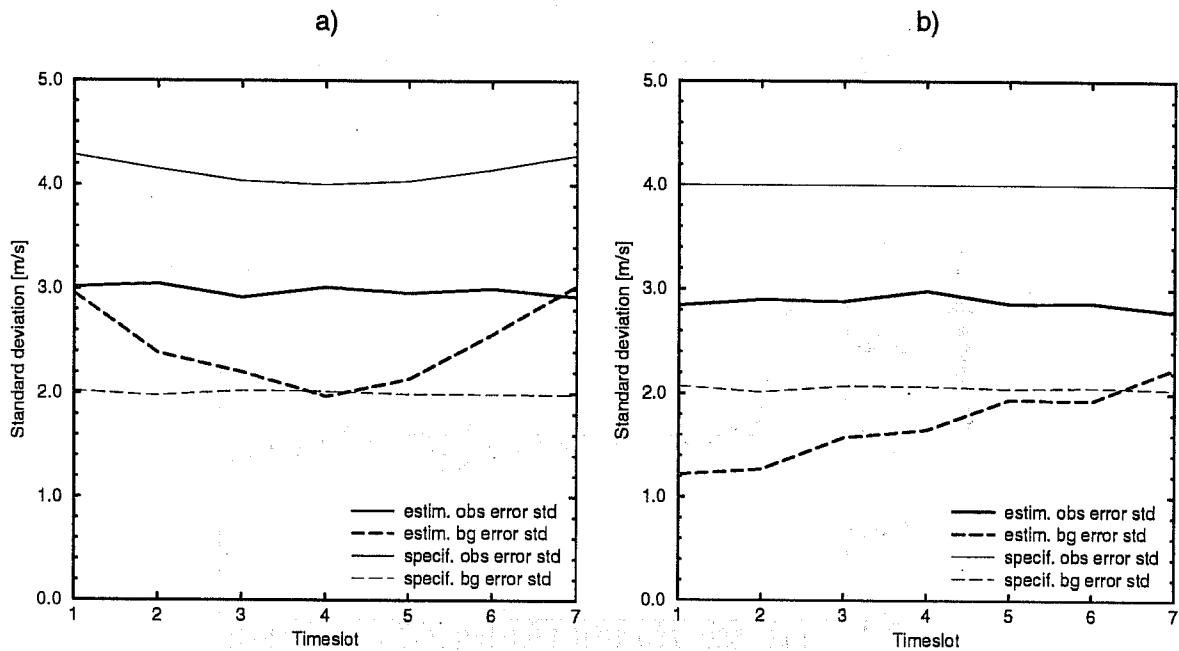 a)
5.0
4.0
3.0
2.0
1.0
0.0
Standard deviation [m/s]
estim. obs error std
estim. bg error std
specif. obs error std
specif. bg error std
1 2 3 4 5 6 7
Timeslot
b)
5.0
4.0
3.0
2.0
1.0
0.0
Standard deviation [m/s]
estim. obs error std
estim. bg error std
specif. obs error std
specif. bg error std
1 2 3 4 5 6 7
Timeslot